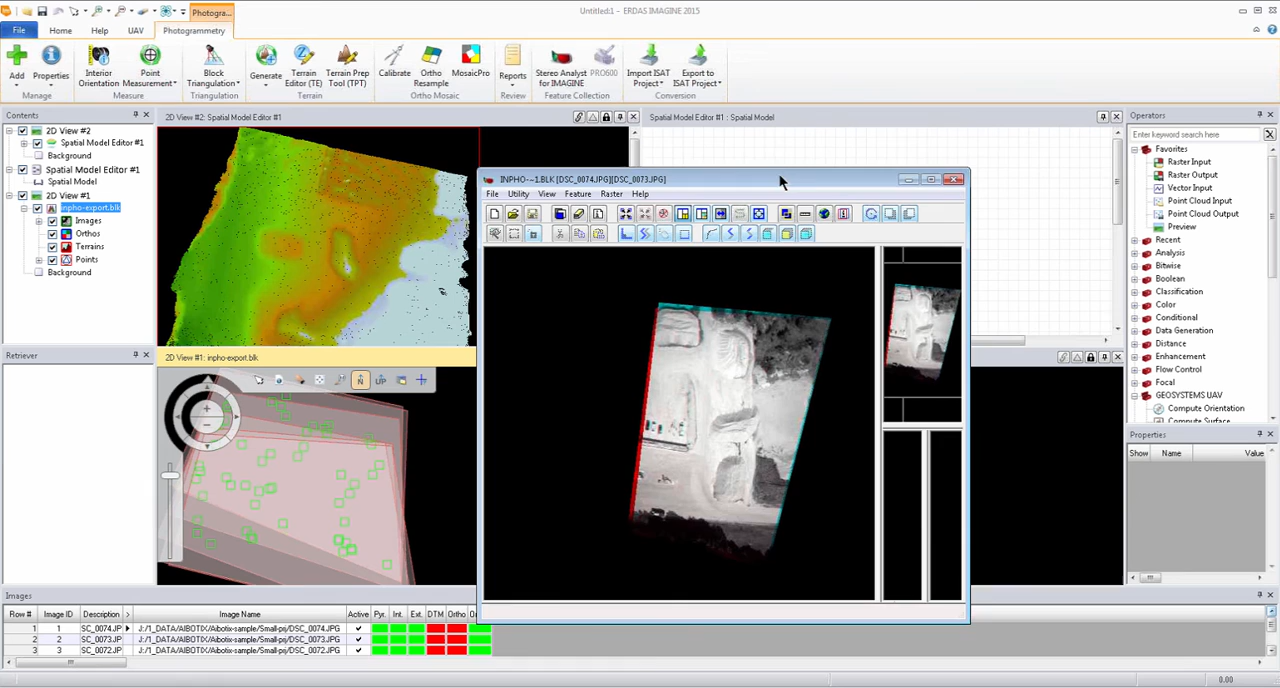 Photogra...
Untitled:1 - ERDAS IMAGINE 2015
File Home Help UAV Photogrammetry
Add Properties Interior Orientation Point Measurement Block Triangulation Generate Terrain Editor (TE) Terrain Prep Tool (TPT) Calibrate Ortho Resample MosaicPro Reports Stereo Analyst for IMAGINE PRO600 Import ISAT Project Export to ISAT Project
Manage Measure Triangulation Terrain Ortho Mosaic Review Feature Collection Conversion
Contents
2D View #2
Spatial Model Editor #1
Background
Spatial Model Editor #1
Spatial Model
2D View #1
inpho-export.blk
Images
Orthos
Terrains
Points
Background
Retriever
2D View #2: Spatial Model Editor #1
Spatial Model Editor #1 : Spatial Model
INPHO-~1.BLK [DSC_0074.JPG][DSC_0073.JPG]
File Utility View Feature Raster Help
2D View #1: inpho-export.blk
N UP
Operators
Enter keyword search here
Favorites
Raster Input
Raster Output
Vector Input
Point Cloud Input
Point Cloud Output
Preview
Recent
Analysis
Bitwise
Boolean
Classification
Color
Conditional
Data Generation
Distance
Enhancement
Flow Control
Focal
GEOSYSTEMS UAV
Compute Orientation
Compute Surface
Properties
Show Name Value
Images
Row # Image ID Description > Image Name Active Pyr. Int. Ext. DTM Ortho
1 1 SC_0074.JP J:/1_DATA/AIBOTIX/Aibotix-sample/Small-prj/DSC_0074.JPG
2 2 SC_0073.JP J:/1_DATA/AIBOTIX/Aibotix-sample/Small-prj/DSC_0073.JPG
3 3 SC_0072.JP J:/1_DATA/AIBOTIX/Aibotix-sample/Small-prj/DSC_0072.JPG
0.00